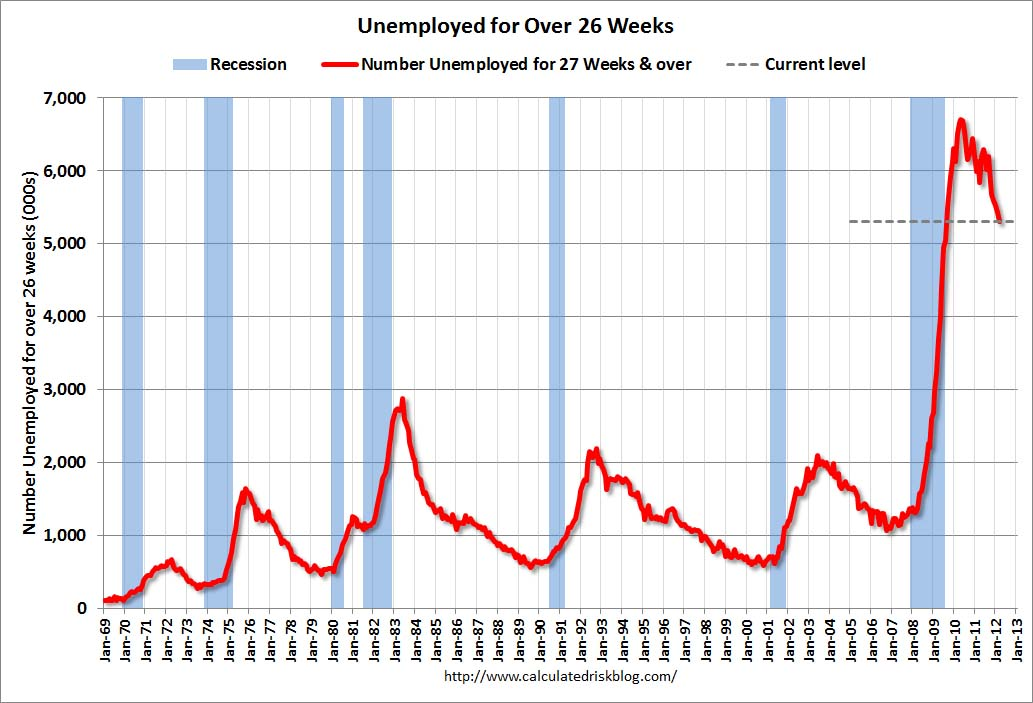 Unemployed for Over 26 Weeks
Recession
Number Unemployed for 27 Weeks & over
Current level
Number Unemployed for over 26 weeks (000s)
7,000
6,000
5,000
4,000
3,000
2,000
1,000
0
Jan-69
Jan-70
Jan-71
Jan-72
Jan-73
Jan-74
Jan-75
Jan-76
Jan-77
Jan-78
Jan-79
Jan-80
Jan-81
Jan-82
Jan-83
Jan-84
Jan-85
Jan-86
Jan-87
Jan-88
Jan-89
Jan-90
Jan-91
Jan-92
Jan-93
Jan-94
Jan-95
Jan-96
Jan-97
Jan-98
Jan-99
Jan-00
Jan-01
Jan-02
Jan-03
Jan-04
Jan-05
Jan-06
Jan-07
Jan-08
Jan-09
Jan-10
Jan-11
Jan-12
Jan-13
http://www.calculatedriskblog.com/